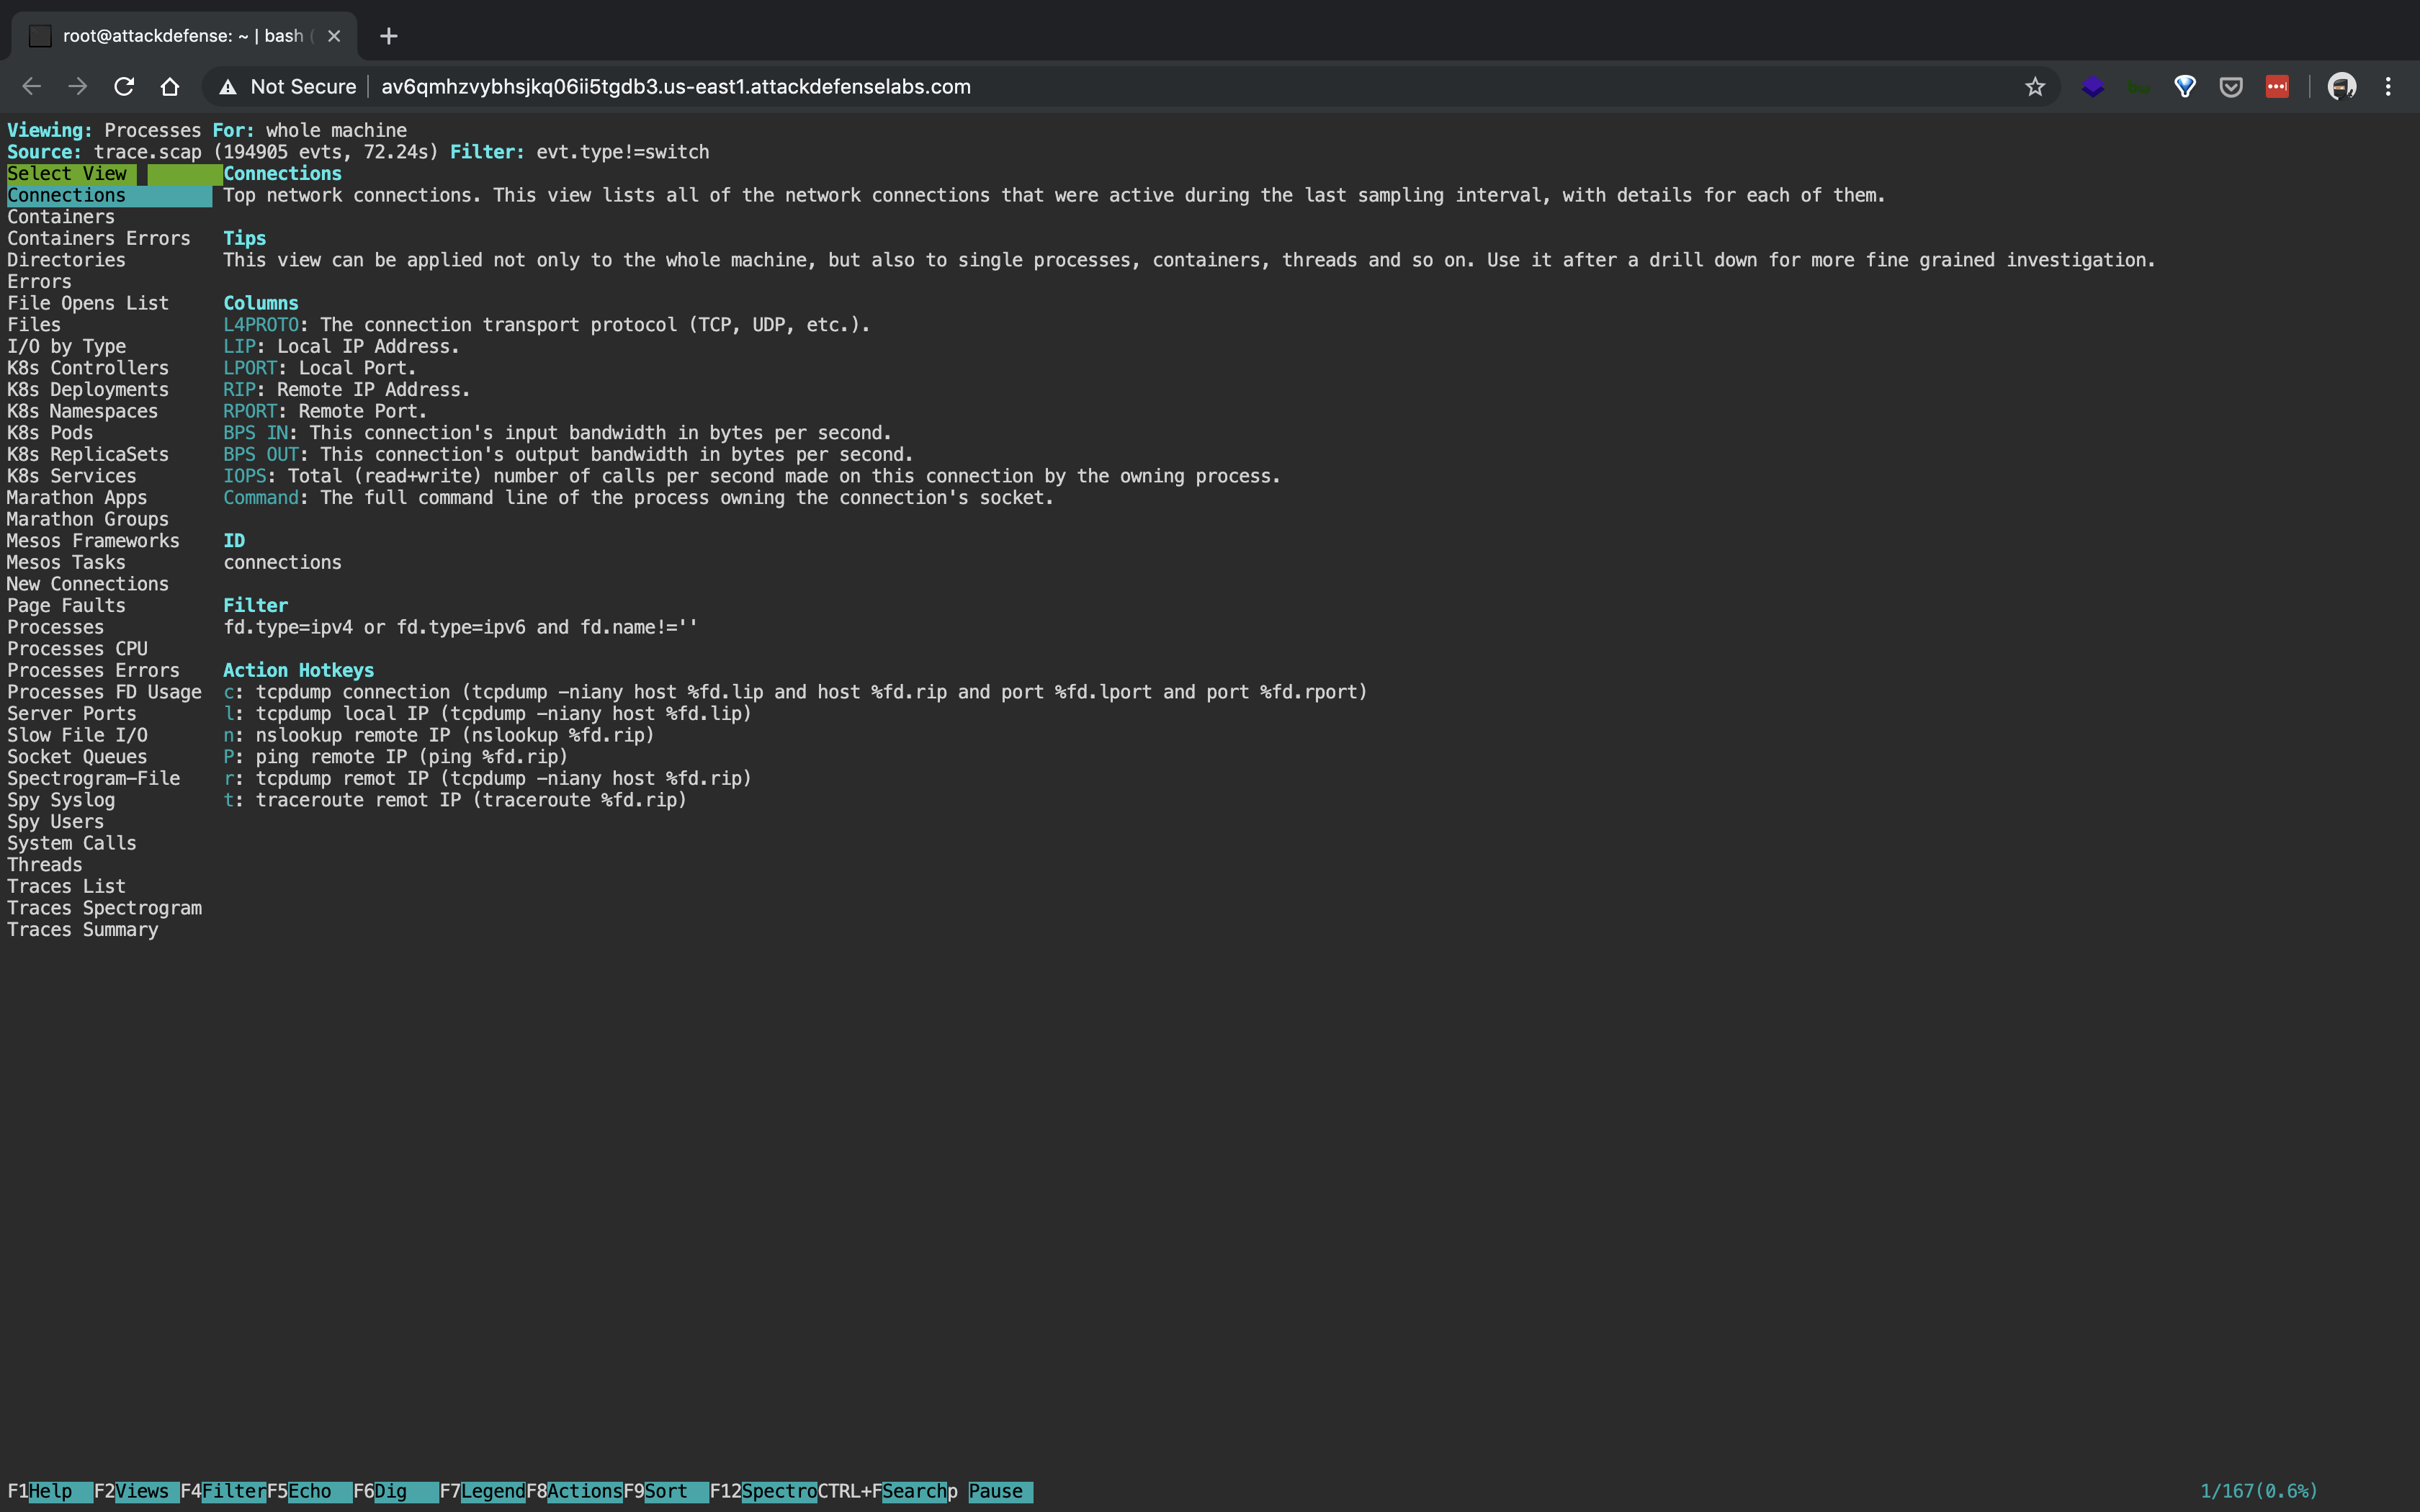 root@attackdefense: ~ | bash (
Not Secure | av6qmhzvybhsjkq06ii5tgdb3.us-east1.attackdefenselabs.com
Viewing: Processes For: whole machine
Source: trace.scap (194905 evts, 72.24s) Filter: evt.type!=switch
Select View Connections
Connections Top network connections. This view lists all of the network connections that were active during the last sampling interval, with details for each of them.
Containers
Containers Errors Tips
Directories This view can be applied not only to the whole machine, but also to single processes, containers, threads and so on. Use it after a drill down for more fine grained investigation.
Errors
File Opens List Columns
Files L4PROTO: The connection transport protocol (TCP, UDP, etc.).
I/O by Type LIP: Local IP Address.
K8s Controllers LPORT: Local Port.
K8s Deployments RIP: Remote IP Address.
K8s Namespaces RPORT: Remote Port.
K8s Pods BPS IN: This connection's input bandwidth in bytes per second.
K8s ReplicaSets BPS OUT: This connection's output bandwidth in bytes per second.
K8s Services IOPS: Total (read+write) number of calls per second made on this connection by the owning process.
Marathon Apps Command: The full command line of the process owning the connection's socket.
Marathon Groups
Mesos Frameworks ID
Mesos Tasks connections
New Connections
Page Faults Filter
Processes fd.type=ipv4 or fd.type=ipv6 and fd.name!=''
Processes CPU
Processes Errors Action Hotkeys
Processes FD Usage c: tcpdump connection (tcpdump -niany host %fd.lip and host %fd.rip and port %fd.lport and port %fd.rport)
Server Ports l: tcpdump local IP (tcpdump -niany host %fd.lip)
Slow File I/O n: nslookup remote IP (nslookup %fd.rip)
Socket Queues P: ping remote IP (ping %fd.rip)
Spectrogram-File r: tcpdump remot IP (tcpdump -niany host %fd.rip)
Spy Syslog t: traceroute remot IP (traceroute %fd.rip)
Spy Users
System Calls
Threads
Traces List
Traces Spectrogram
Traces Summary
F1Help F2Views F4FilterF5Echo F6Dig F7LegendF8ActionsF9Sort F12SpectroCTRL+FSearchp Pause 1/167(0.6%)